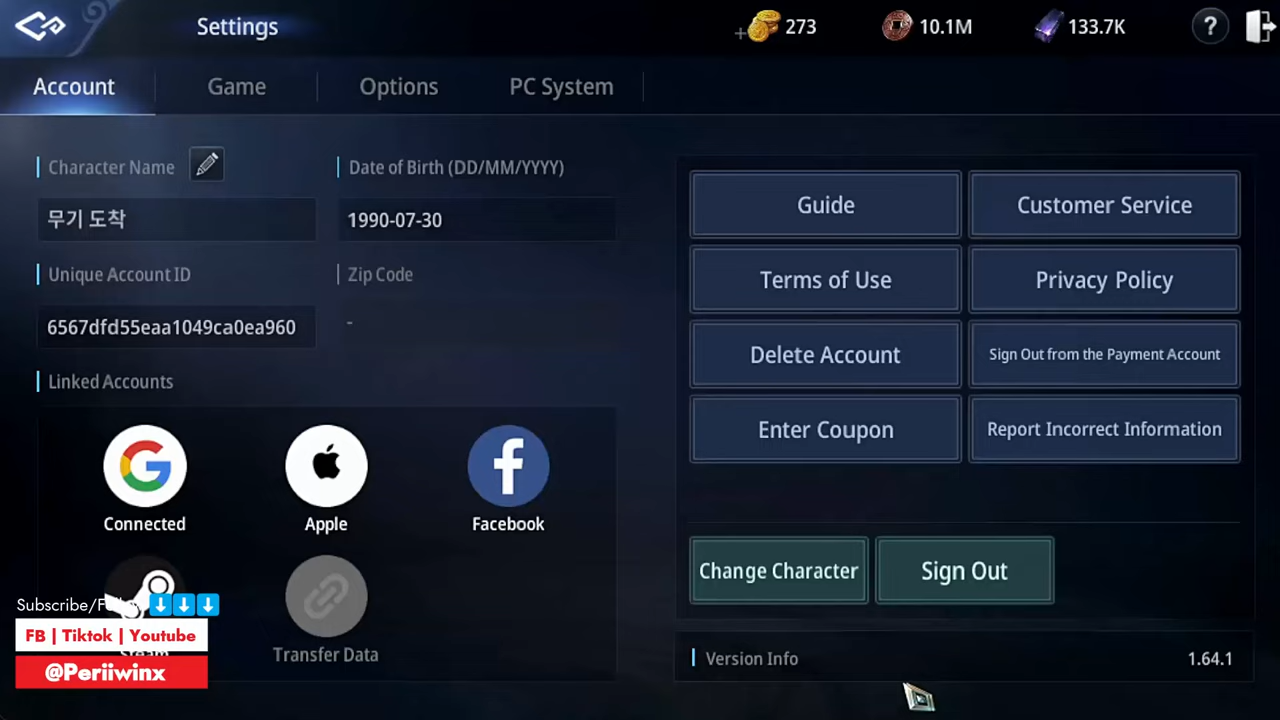 Settings
273
10.1M
133.7K
?
Account
Game
Options
PC System
Character Name
Date of Birth (DD/MM/YYYY)
무기 도착
1990-07-30
Unique Account ID
Zip Code
6567dfd55eaa1049ca0ea960
-
Linked Accounts
Connected
Apple
Facebook
Steam
Transfer Data
Guide
Customer Service
Terms of Use
Privacy Policy
Delete Account
Sign Out from the Payment Account
Enter Coupon
Report Incorrect Information
Change Character
Sign Out
Version Info
1.64.1
Subscribe/Follow
FB | Tiktok | Youtube
@Periiwinx